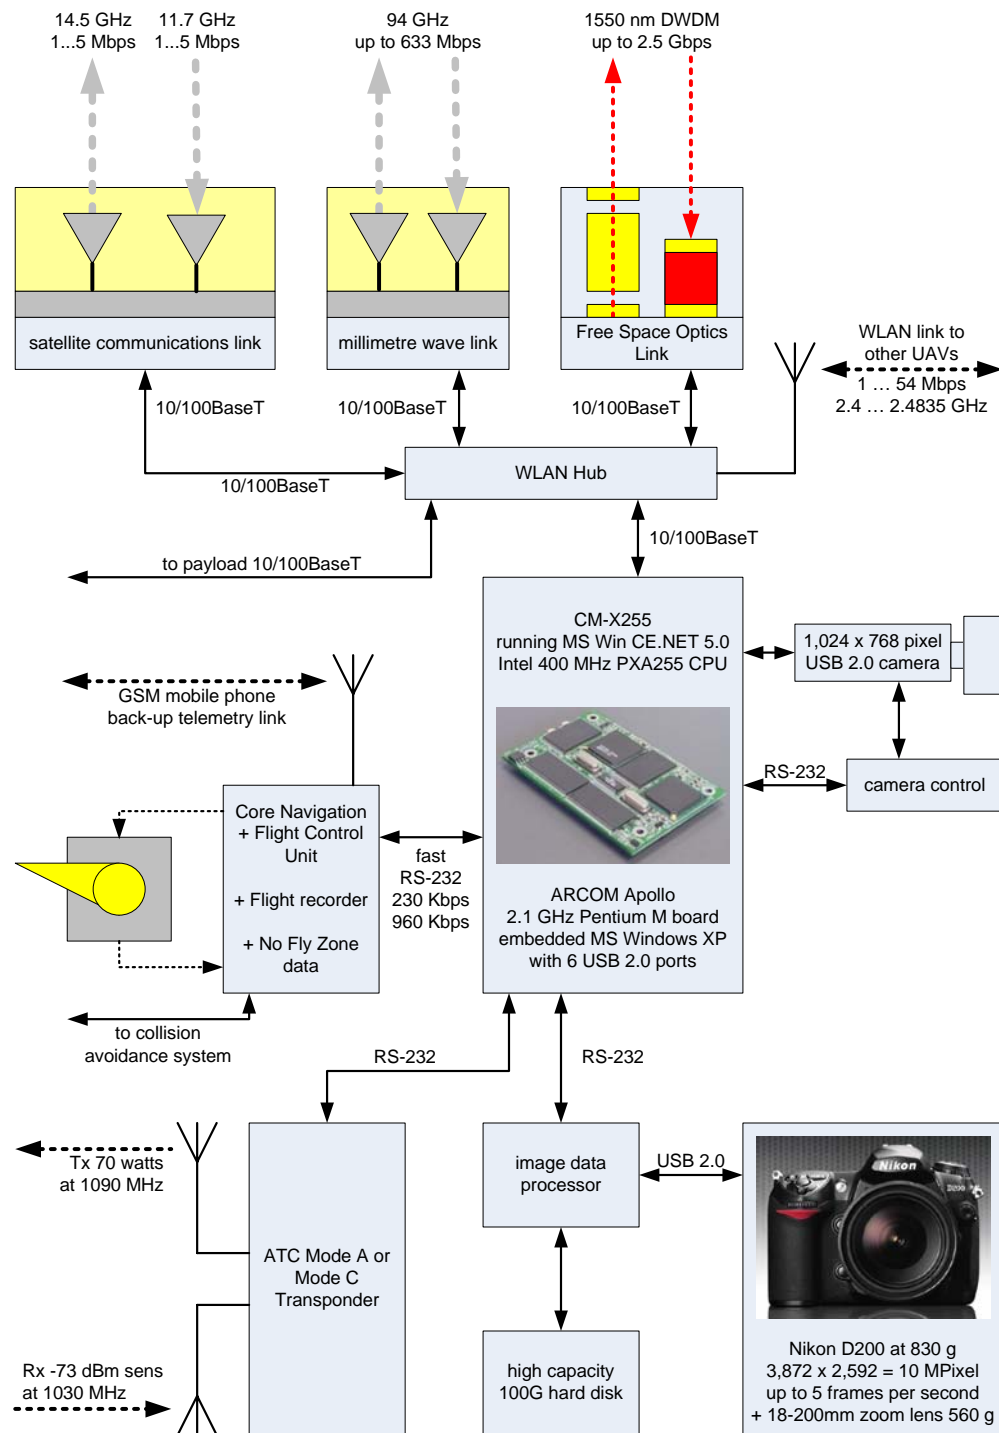 14.5 GHz
1...5 Mbps
11.7 GHz
1...5 Mbps
94 GHz
up to 633 Mbps
1550 nm DWDM
up to 2.5 Gbps
satellite communications link
millimetre wave link
Free Space Optics
Link
WLAN link to
other UAVs
1 ... 54 Mbps
2.4 ... 2.4835 GHz
10/100BaseT
10/100BaseT
10/100BaseT
WLAN Hub
10/100BaseT
10/100BaseT
to payload 10/100BaseT
CM-X255
running MS Win CE.NET 5.0
Intel 400 MHz PXA255 CPU
1,024 x 768 pixel
USB 2.0 camera
GSM mobile phone
back-up telemetry link
RS-232
camera control
Core Navigation
+ Flight Control
Unit
+ Flight recorder
+ No Fly Zone
data
fast
RS-232
230 Kbps
960 Kbps
ARCOM Apollo
2.1 GHz Pentium M board
embedded MS Windows XP
with 6 USB 2.0 ports
to collision
avoidance system
RS-232
RS-232
Tx 70 watts
at 1090 MHz
image data
processor
USB 2.0
Nikon
D200
ATC Mode A or
Mode C
Transponder
Rx -73 dBm sens
at 1030 MHz
high capacity
100G hard disk
Nikon D200 at 830 g
3,872 x 2,592 = 10 MPixel
up to 5 frames per second
+ 18-200mm zoom lens 560 g